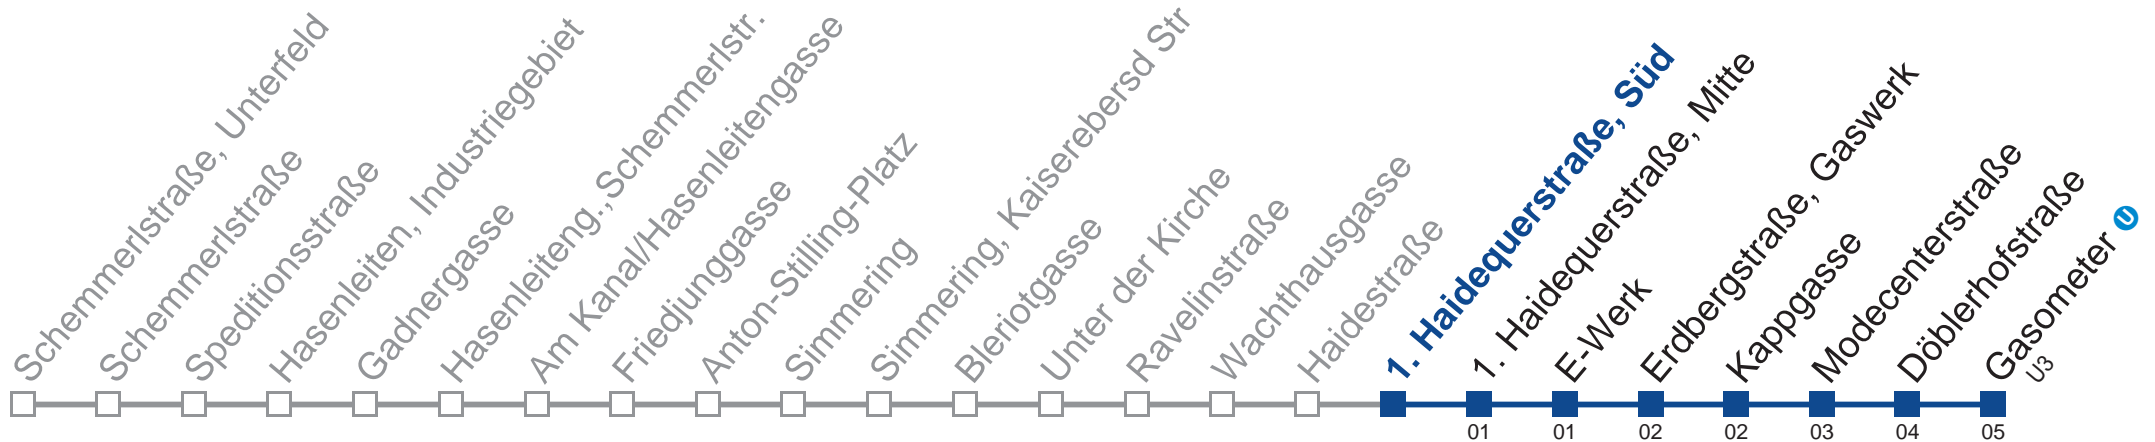 Schemmerlstraße, Unterfeld
Schemmerlstraße
Speditionsstraße
Hasenleiten, Industriegebiet
Gadnergasse
Hasenleiteng.,Schemmerlstr.
Am Kanal/Hasenleitengasse
Friedjunggasse
Anton-Stilling-Platz
Simmering
Simmering, Kaiserebersd Str
Bleriotgasse
Unter der Kirche
Ravelinstraße
Wachthausgasse
Haidestraße
1. Haidequerstraße, Süd
1. Haidequerstraße, Mitte
E-Werk
Erdbergstraße, Gaswerk
Kappgasse
Modecenterstraße
Döblerhofstraße
Gasometer U
U3
01 01 02 02 03 04 05